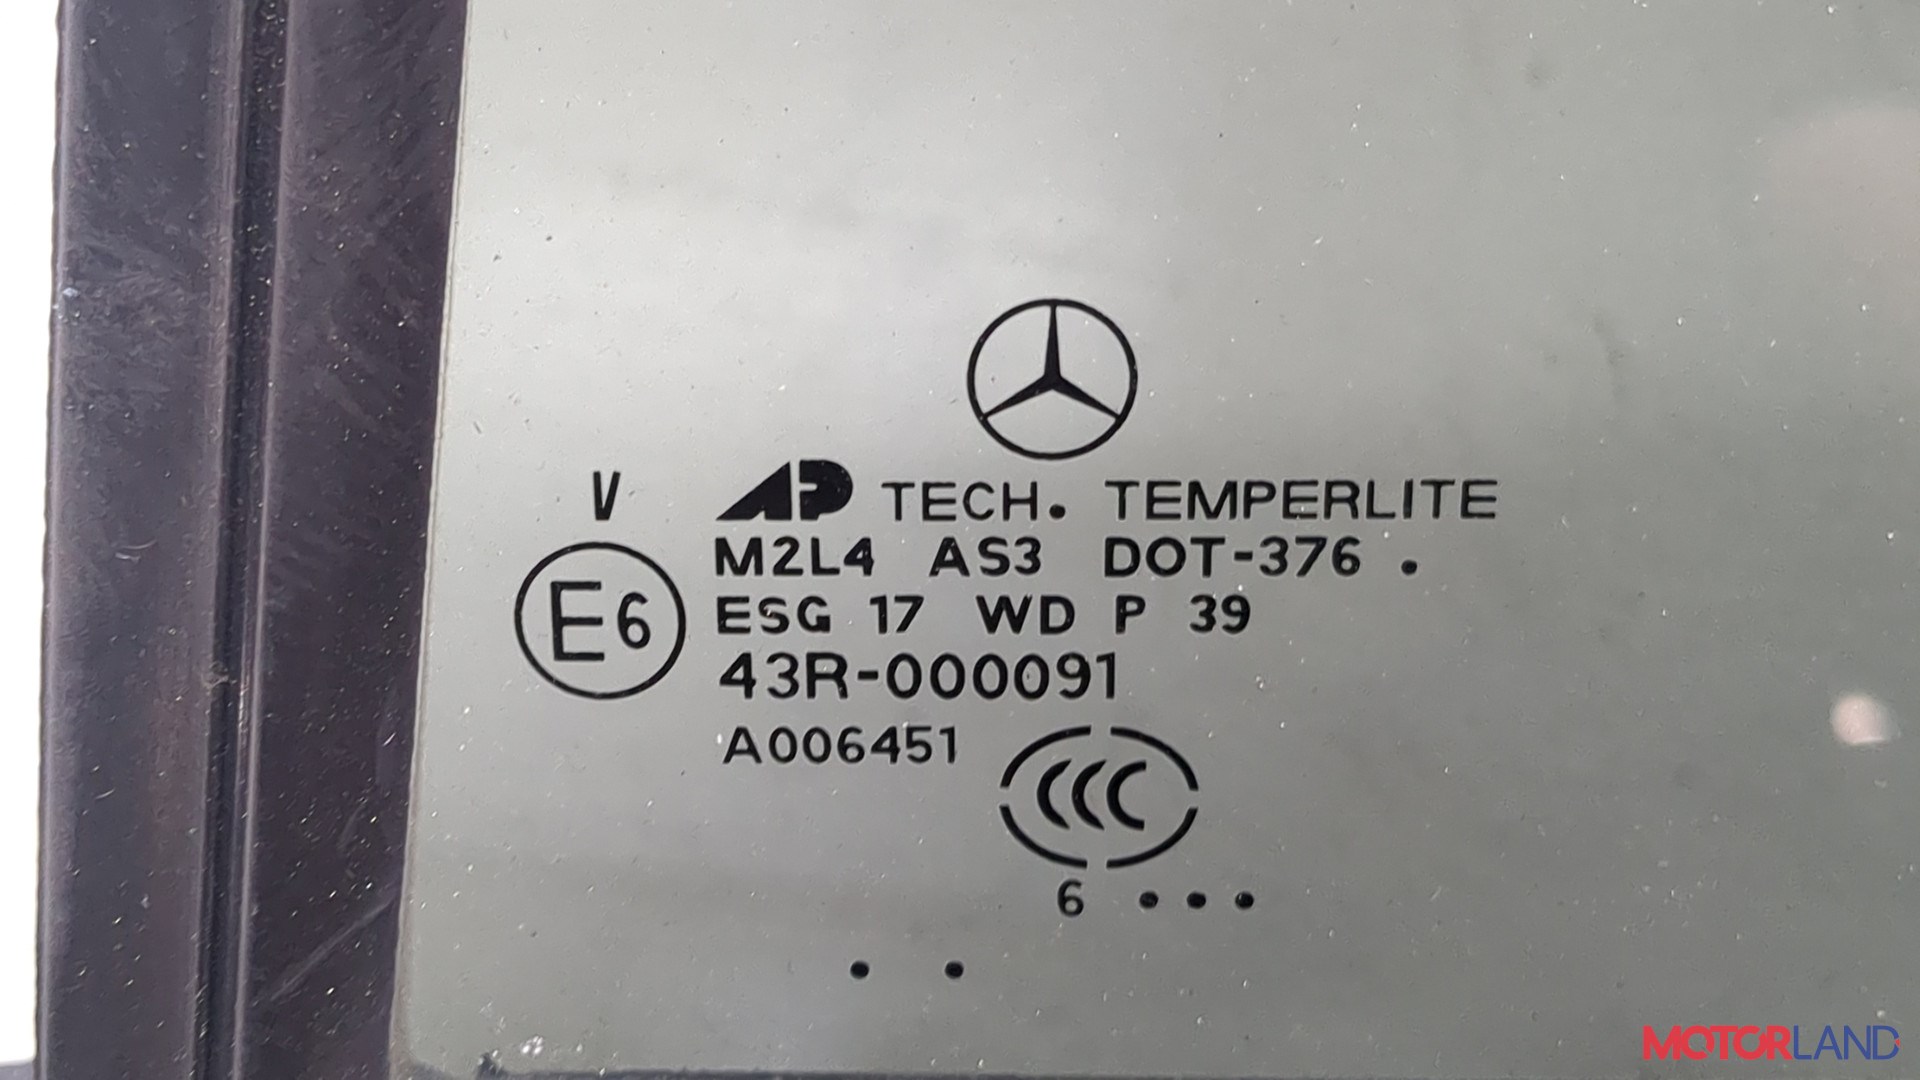 V
AP TECH. TEMPERLITE
M2L4 AS3 DOT-376 .
E6
ESG 17 WD P 39
43R-000091
A006451
CCC
6 • • •
• •
MOTORLAND